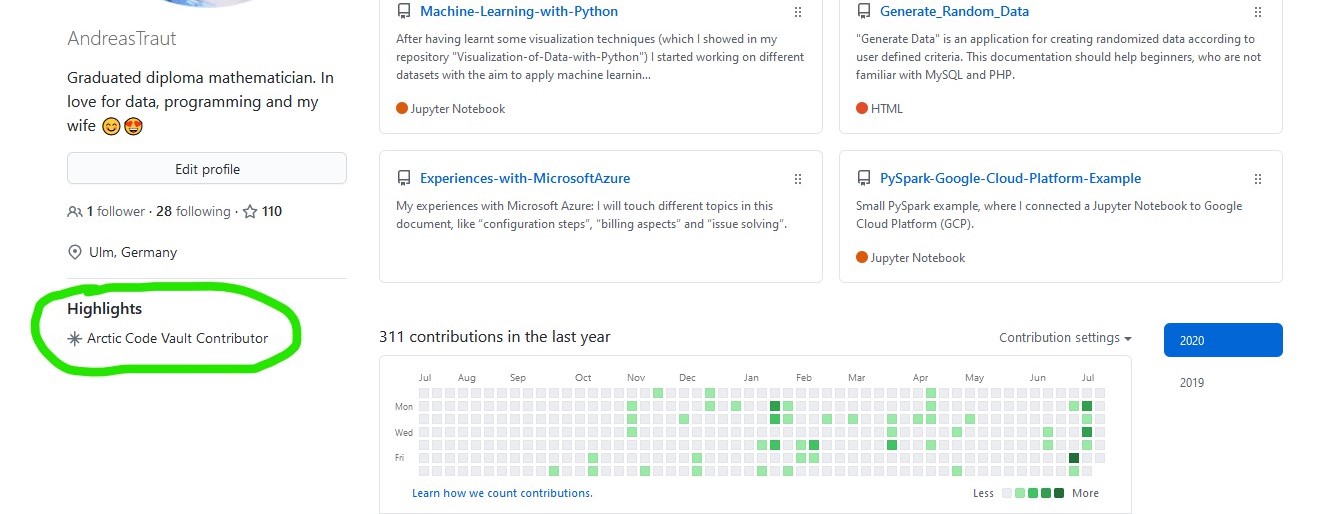 AndreasTraut
Graduated diploma mathematician. In
love for data, programming and my
wife 😊😍
Edit profile
1 follower · 28 following · 110
Ulm, Germany
Highlights
Arctic Code Vault Contributor
Machine-Learning-with-Python
After having learnt some visualization techniques (which I showed in my
repository "Visualization-of-Data-with-Python") I started working on different
datasets with the aim to apply machine learnin...
Jupyter Notebook
Generate_Random_Data
"Generate Data" is an application for creating randomized data according to
user defined criteria. This documentation should help beginners, who are not
familiar with MySQL and PHP.
HTML
Experiences-with-MicrosoftAzure
My experiences with Microsoft Azure: I will touch different topics in this
document, like “configuration steps”, “billing aspects” and “issue solving”.
PySpark-Google-Cloud-Platform-Example
Small PySpark example, where I connected a Jupyter Notebook to Google
Cloud Platform (GCP).
Jupyter Notebook
311 contributions in the last year
Contribution settings
Jul Aug Sep Oct Nov Dec Jan Feb Mar Apr May Jun Jul
Mon
Wed
Fri
Learn how we count contributions.
Less More
2020
2019